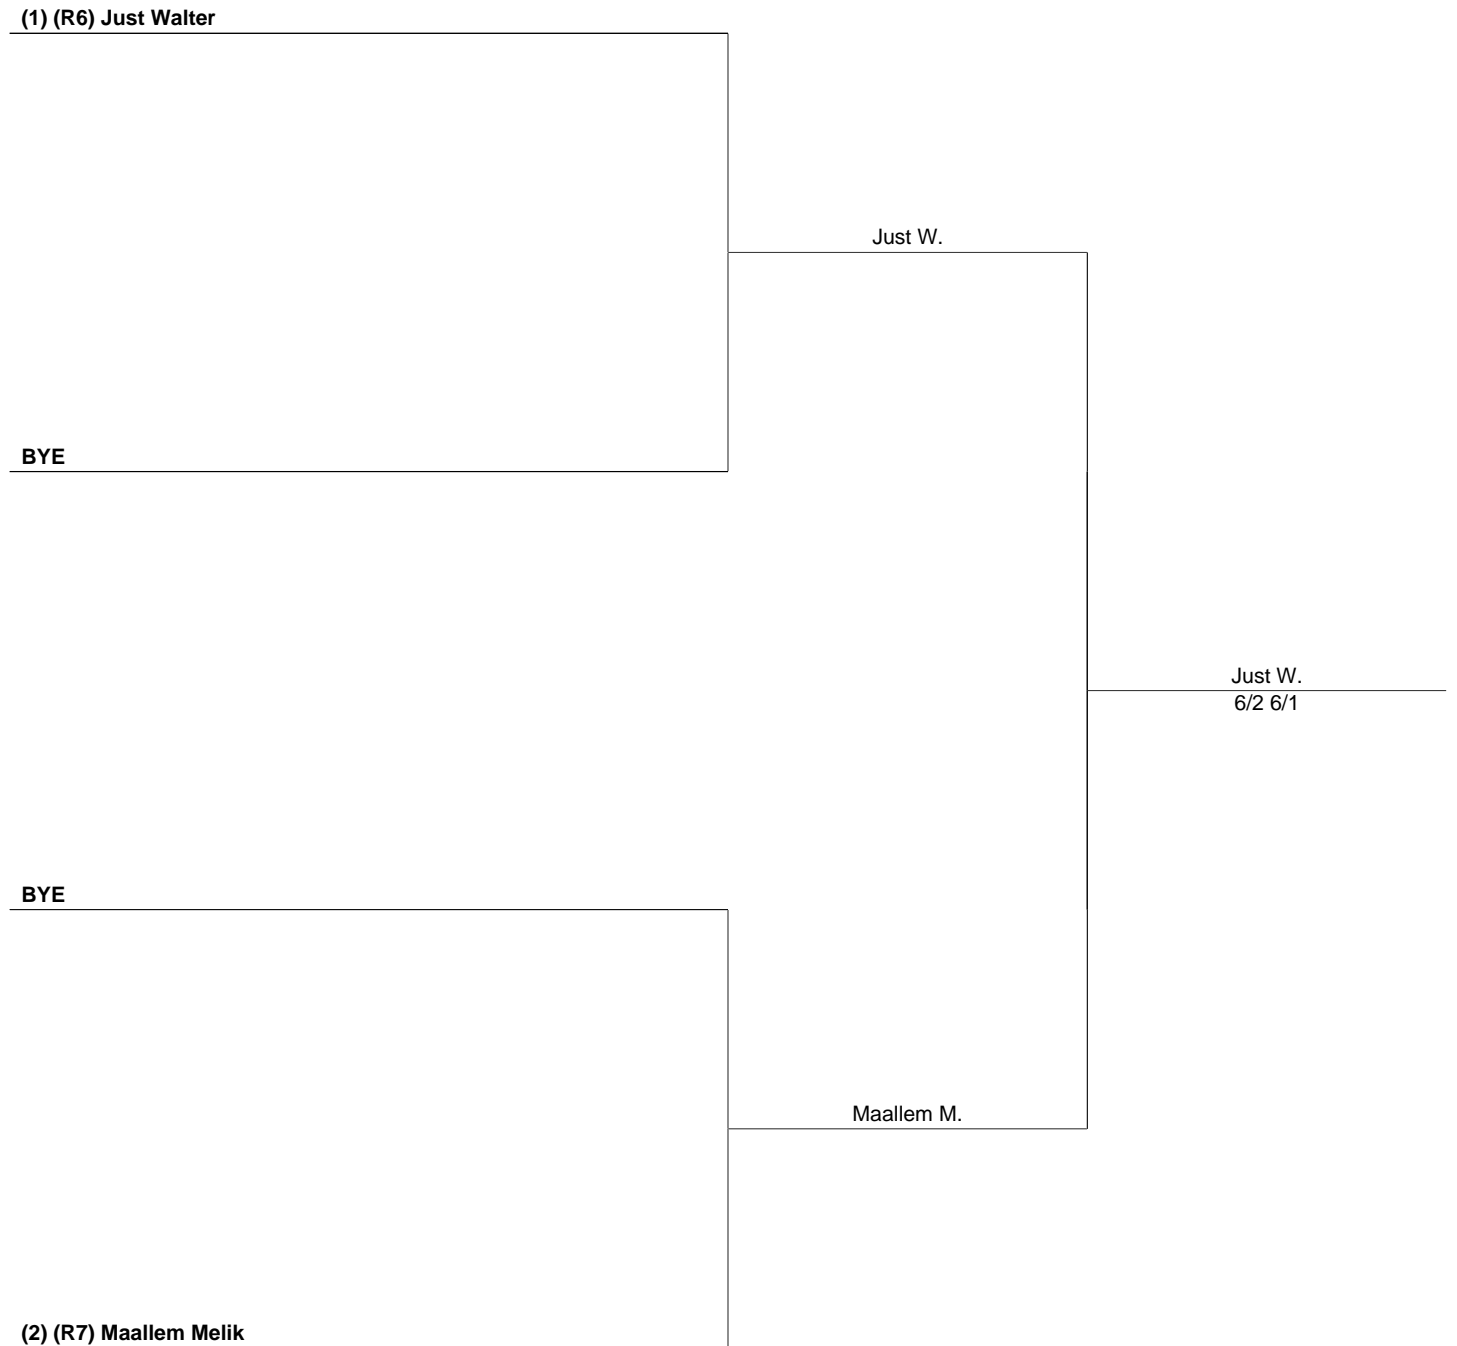 (1) (R6) Just Walter
Just W.
BYE
Just W.
6/2 6/1
BYE
Maallem M.
(2) (R7) Maallem Melik